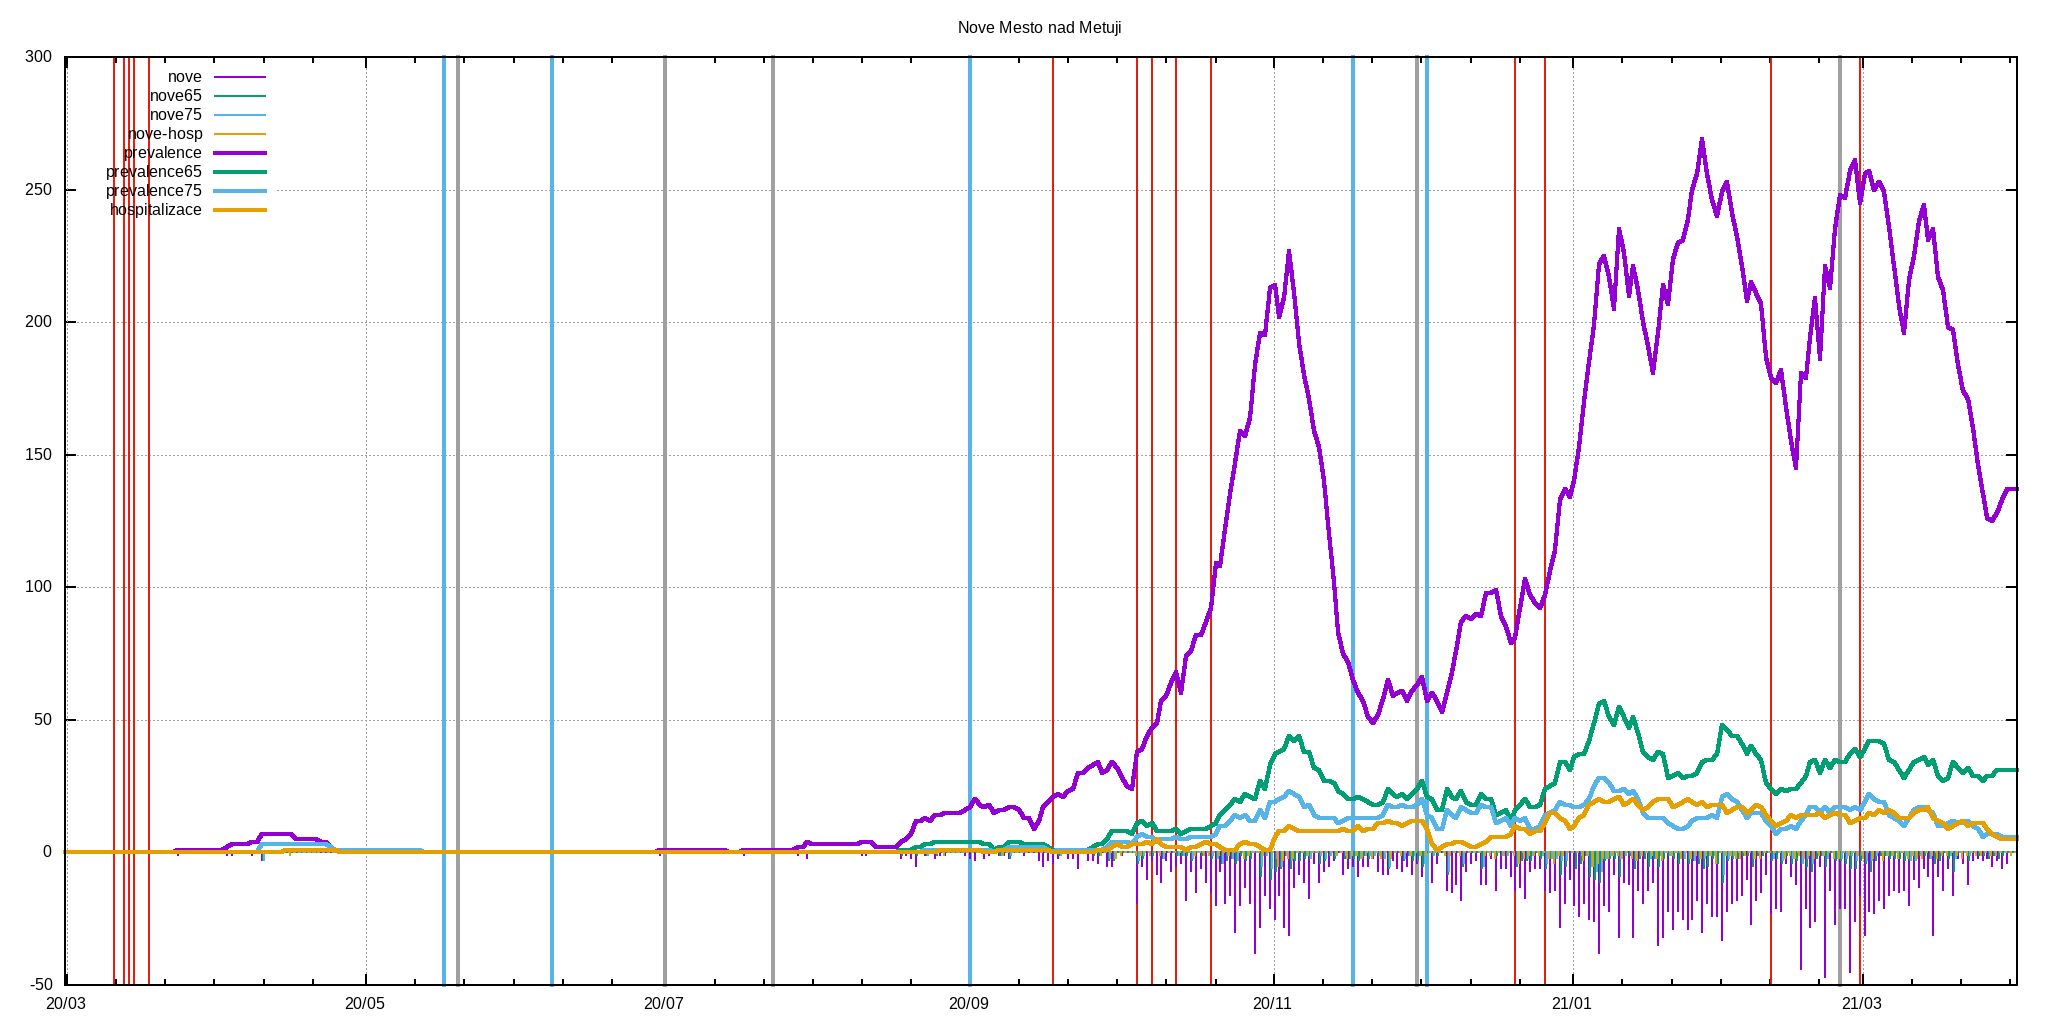 Nove Mesto nad Metuji
300
250
200
150
100
50
0
-50
nove
nove65
nove75
nove-hosp
prevalence
prevalence65
prevalence75
hospitalizace
20/03
20/05
20/07
20/09
20/11
21/01
21/03